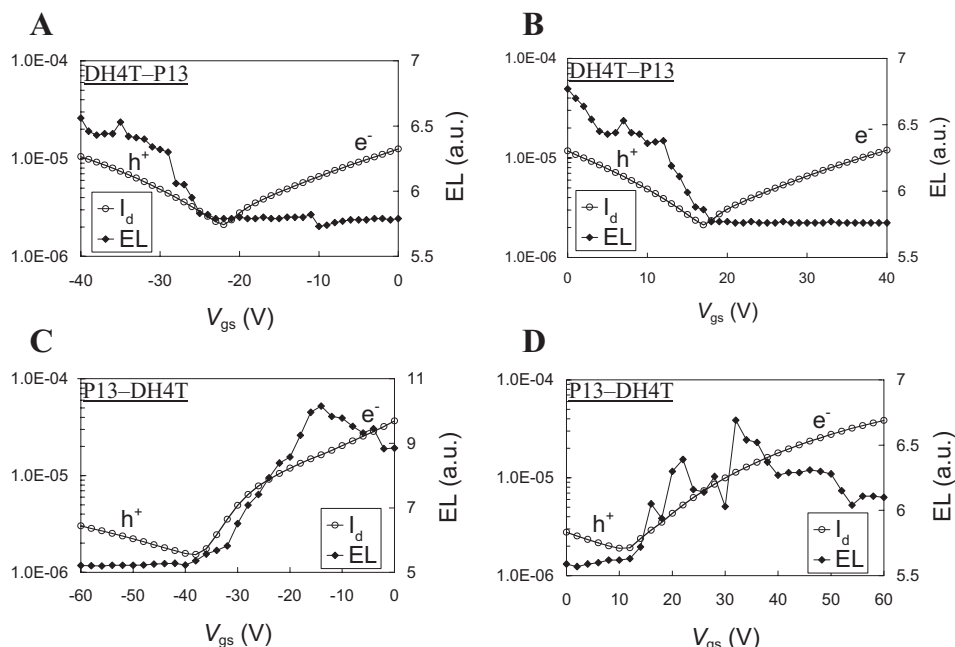 A
DH4T–P13
1.0E-04
1.0E-05
1.0E-06
7
6.5
6
5.5
EL (a.u.)
h+
e-
Id
EL
-40
-30
-20
-10
0
Vgs (V)
B
DH4T–P13
1.0E-04
1.0E-05
1.0E-06
7
6.5
6
5.5
EL (a.u.)
h+
e-
Id
EL
0
10
20
30
40
Vgs (V)
C
P13–DH4T
1.0E-04
1.0E-05
1.0E-06
11
9
7
5
EL (a.u.)
h+
e-
Id
EL
-60
-50
-40
-30
-20
-10
0
Vgs (V)
D
P13–DH4T
1.0E-04
1.0E-05
1.0E-06
7
6.5
6
5.5
EL (a.u.)
h+
e-
Id
EL
0
10
20
30
40
50
60
Vgs (V)